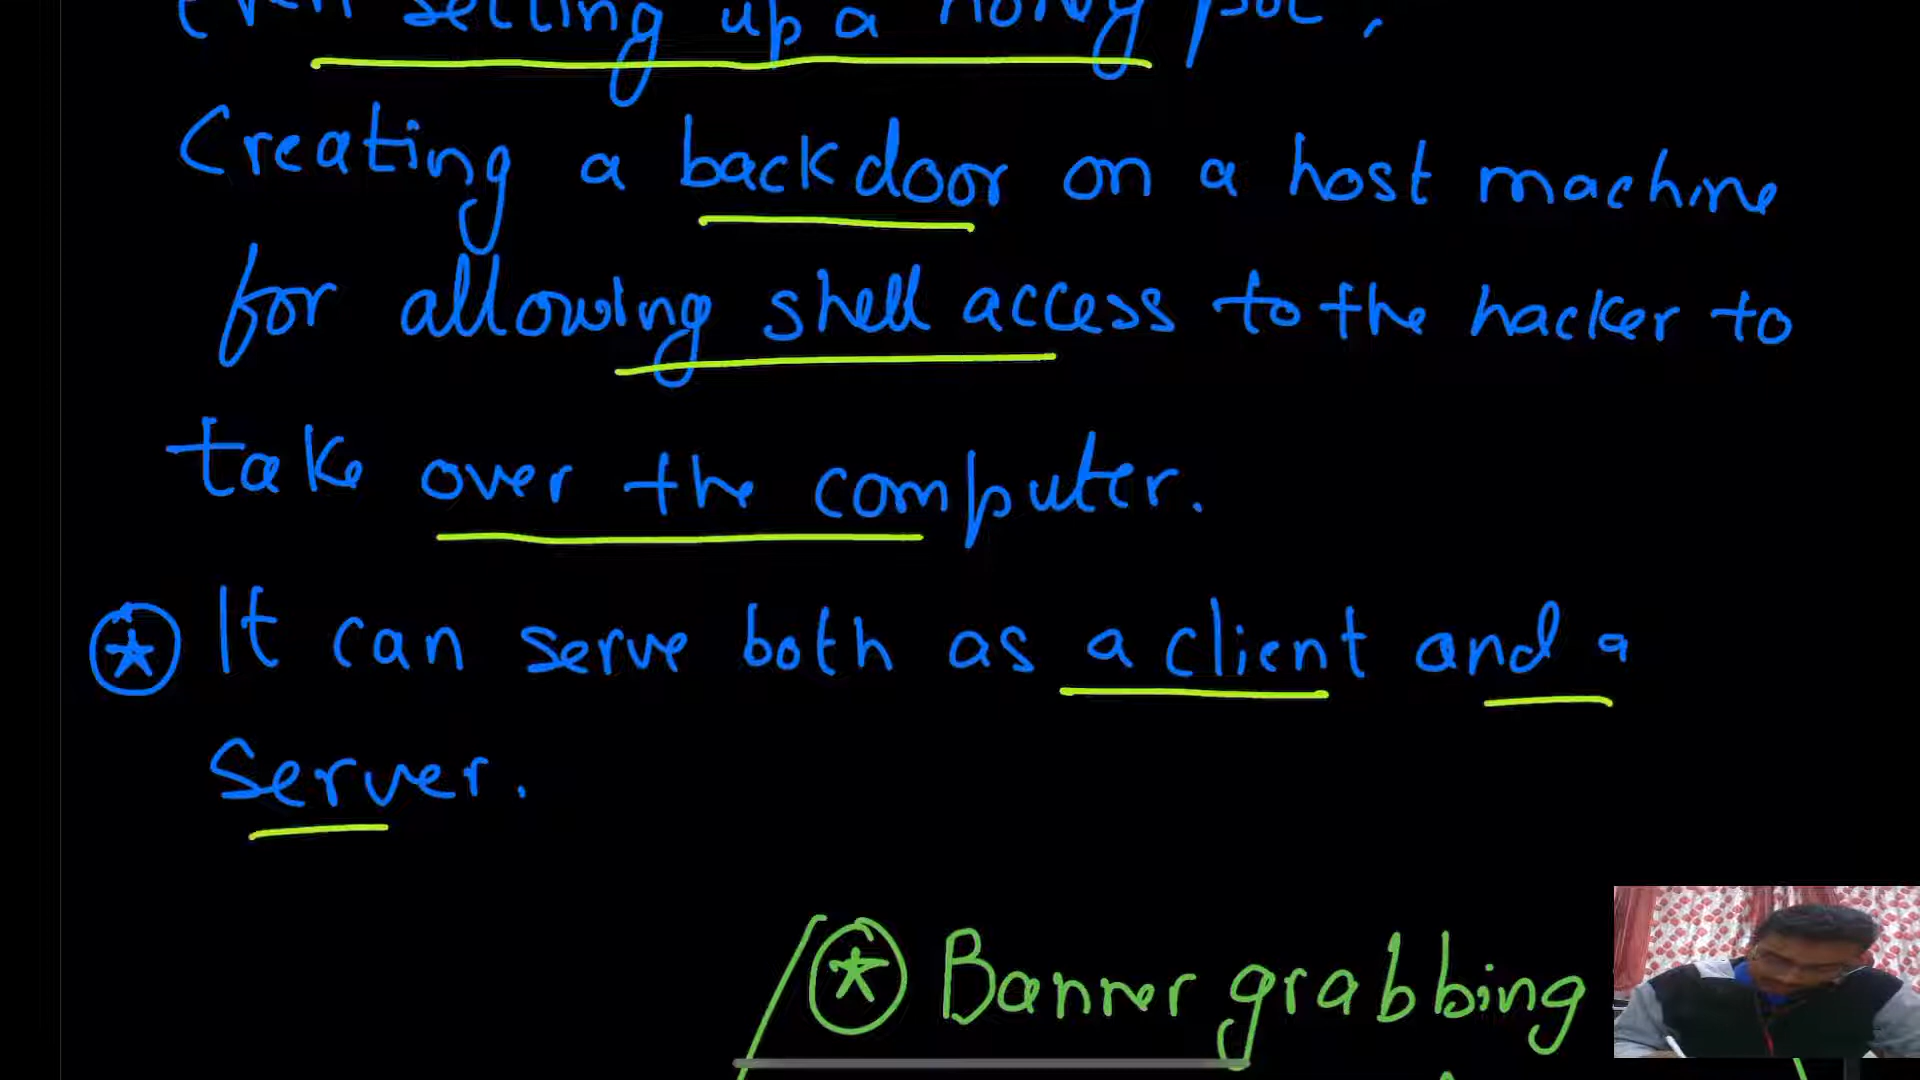 Even setting up a honey pot,
Creating a backdoor on a host machine
for allowing shell access to the hacker to
take over the computer.
It can serve both as a client and a
server.
Banner grabbing